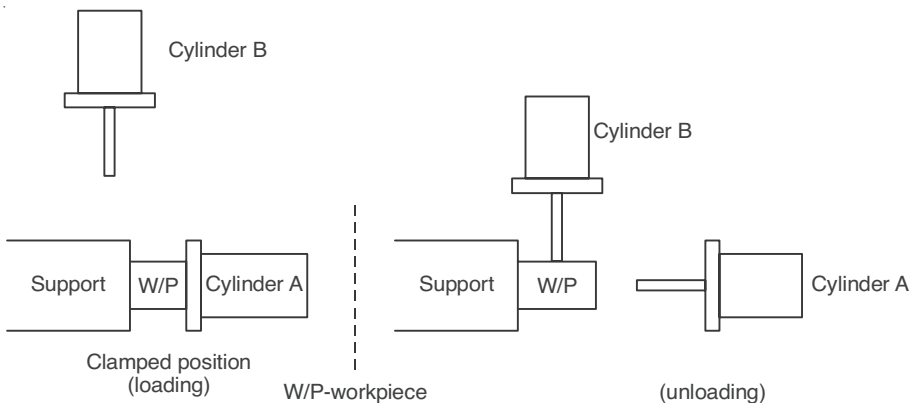 Cylinder B
Support
W/P
Cylinder A
Clamped position
(loading)
W/P-workpiece
Cylinder B
Support
W/P
Cylinder A
(unloading)